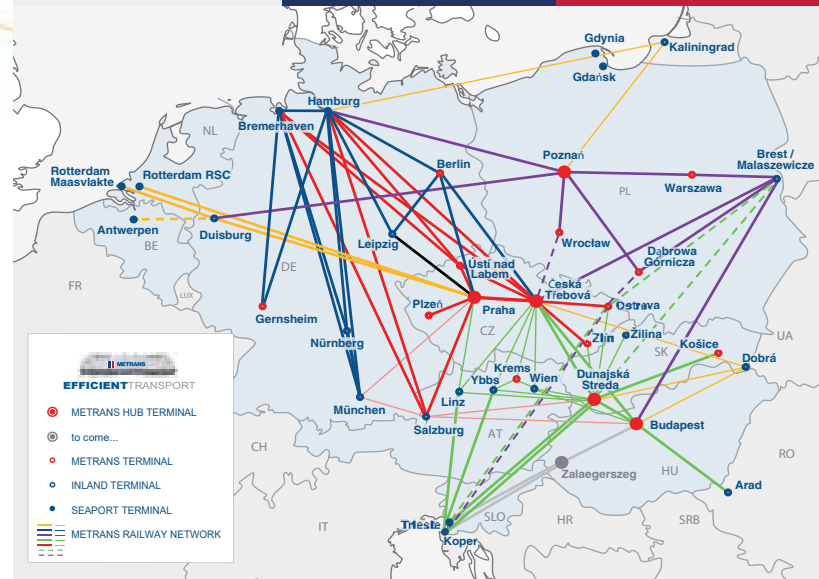 Gdynia
Kaliningrad
Gdańsk
Hamburg
Bremerhaven
NL
Berlin
Poznań
Brest /
Malaszewicze
Rotterdam
Maasvlakte
Rotterdam RSC
PL
Warszawa
Antwerpen
BE
Duisburg
Leipzig
Wrocław
Dąbrowa
Górnicza
DE
Ústí nad
Labem
Česká
Třebová
FR
LUX
Plzeň
Praha
Ostrava
Gernsheim
CZ
Zlín
Žilina
UA
Nürnberg
SK
Košice
Dobrá
METRANS
EFFICIENTTRANSPORT
Krems
Ybbs
Wien
Dunajská
Streda
München
Linz
METRANS HUB TERMINAL
Salzburg
AT
Budapest
to come...
CH
HU
RO
METRANS TERMINAL
Zalaegerszeg
INLAND TERMINAL
Arad
SEAPORT TERMINAL
SLO
HR
SRB
IT
Trieste
METRANS RAILWAY NETWORK
Koper